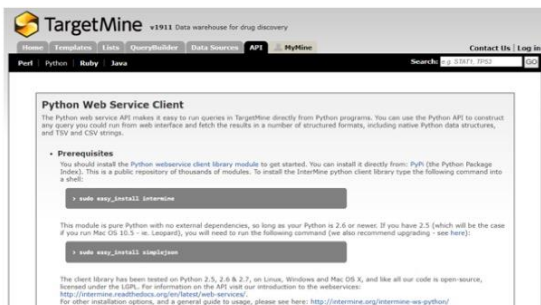 TargetMine v1911 Data warehouse for drug discovery
Home Templates Lists QueryBuilder Data Sources API MyMine Contact Us | Log in
Perl | Python | Ruby | Java Search: e.g. STAT1, TP53 GO
Python Web Service Client
The Python web service API makes it easy to run queries in TargetMine directly from Python programs. You can use the Python API to construct
any query you could run from web interface and fetch the results in a number of structured formats, including native Python data structures,
and TSV and CSV strings.
• Prerequisites
You should install the Python webservice client library module to get started. You can install it directly from: PyPi (the Python Package
Index). This is a public repository of thousands of modules. To install the InterMine python client library type the following command into
a shell:
> sudo easy_install intermine
This module is pure Python with no external dependencies, so long as your Python is 2.6 or newer. If you have 2.5 (which will be the case
if you run Mac OS 10.5 - ie. Leopard), you will need to run the following command (we also recommend upgrading - see here):
> sudo easy_install simplejson
The client library has been tested on Python 2.5, 2.6 & 2.7, on Linux, Windows and Mac OS X, and like all our code is open-source,
licensed under the LGPL. For information on the API visit our introduction to the webservices:
http://intermine.readthedocs.org/en/latest/web-services/.
For other installation options, and a general guide to usage, please see here: http://intermine.org/intermine-ws-python/